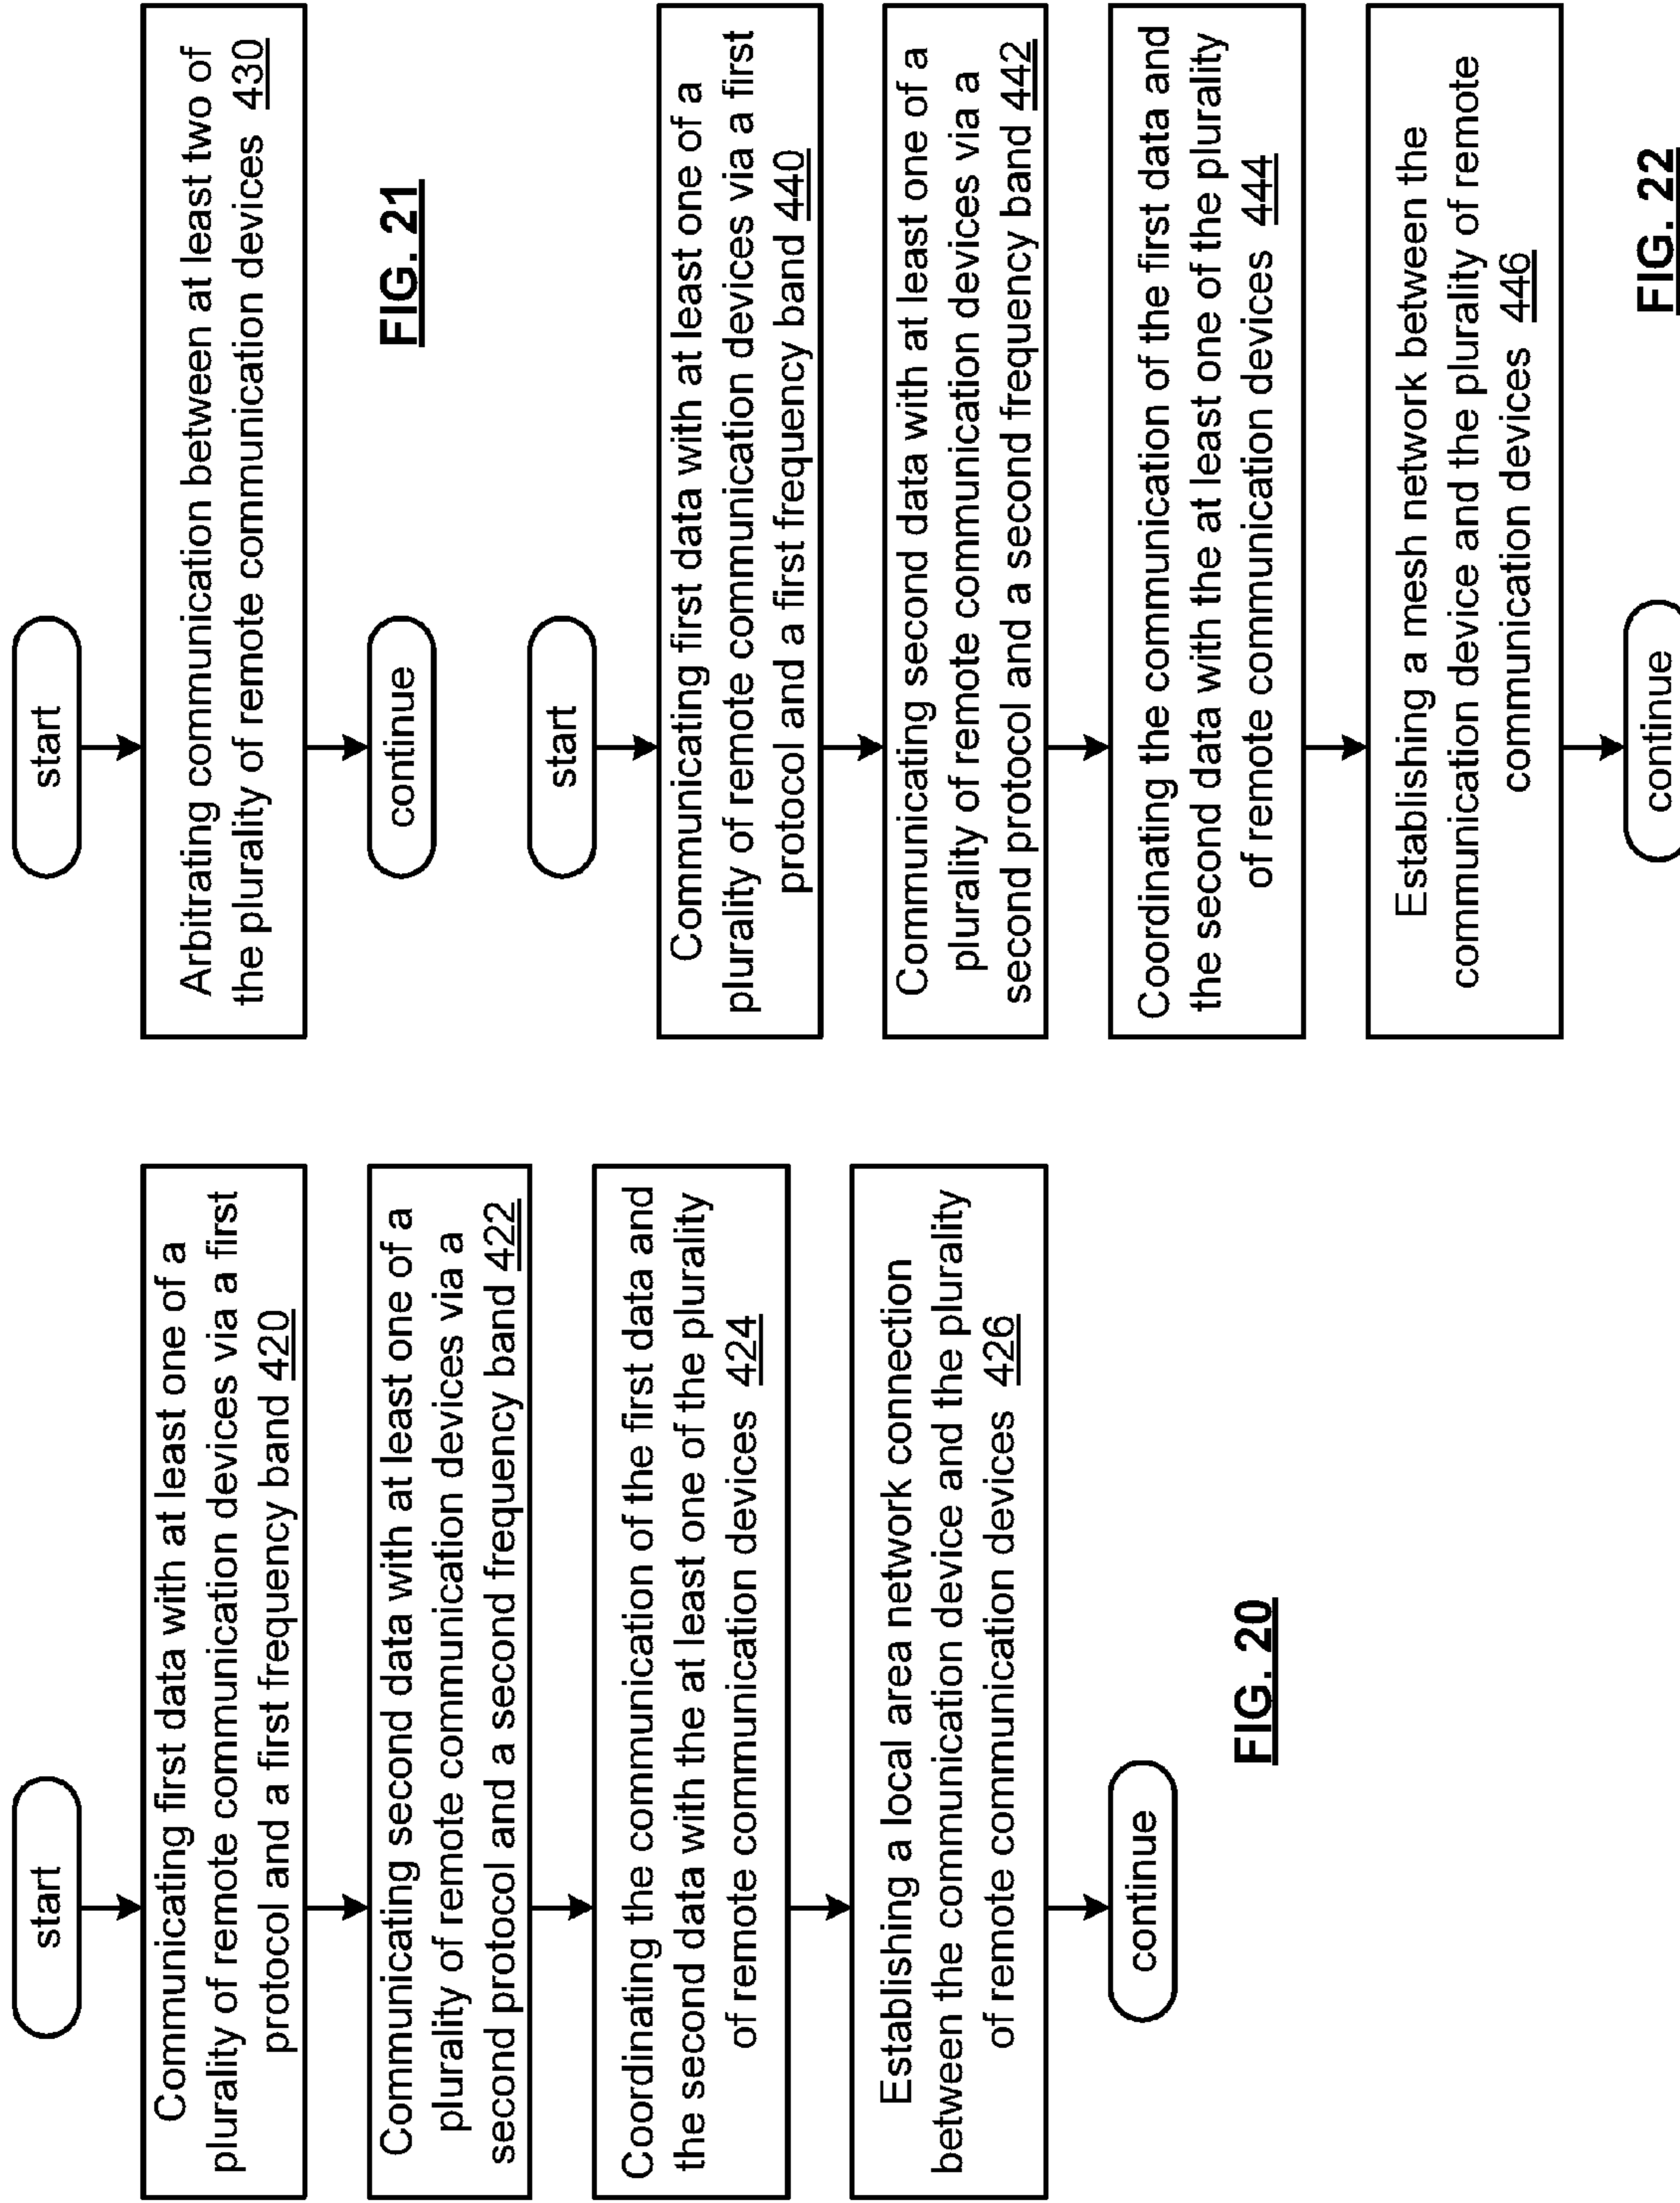 start
Communicating first data with at least one of a
plurality of remote communication devices via a first
protocol and a first frequency band 420
Communicating second data with at least one of a
plurality of remote communication devices via a
second protocol and a second frequency band 422
Coordinating the communication of the first data and
the second data with the at least one of the plurality
of remote communication devices 424
Establishing a local area network connection
between the communication device and the plurality
of remote communication devices 426
continue
FIG. 20
start
Arbitrating communication between at least two of
the plurality of remote communication devices 430
continue
FIG. 21
start
Communicating first data with at least one of a
plurality of remote communication devices via a first
protocol and a first frequency band 440
Communicating second data with at least one of a
plurality of remote communication devices via a
second protocol and a second frequency band 442
Coordinating the communication of the first data and
the second data with the at least one of the plurality
of remote communication devices 444
Establishing a mesh network between the
communication device and the plurality of remote
communication devices 446
continue
FIG. 22